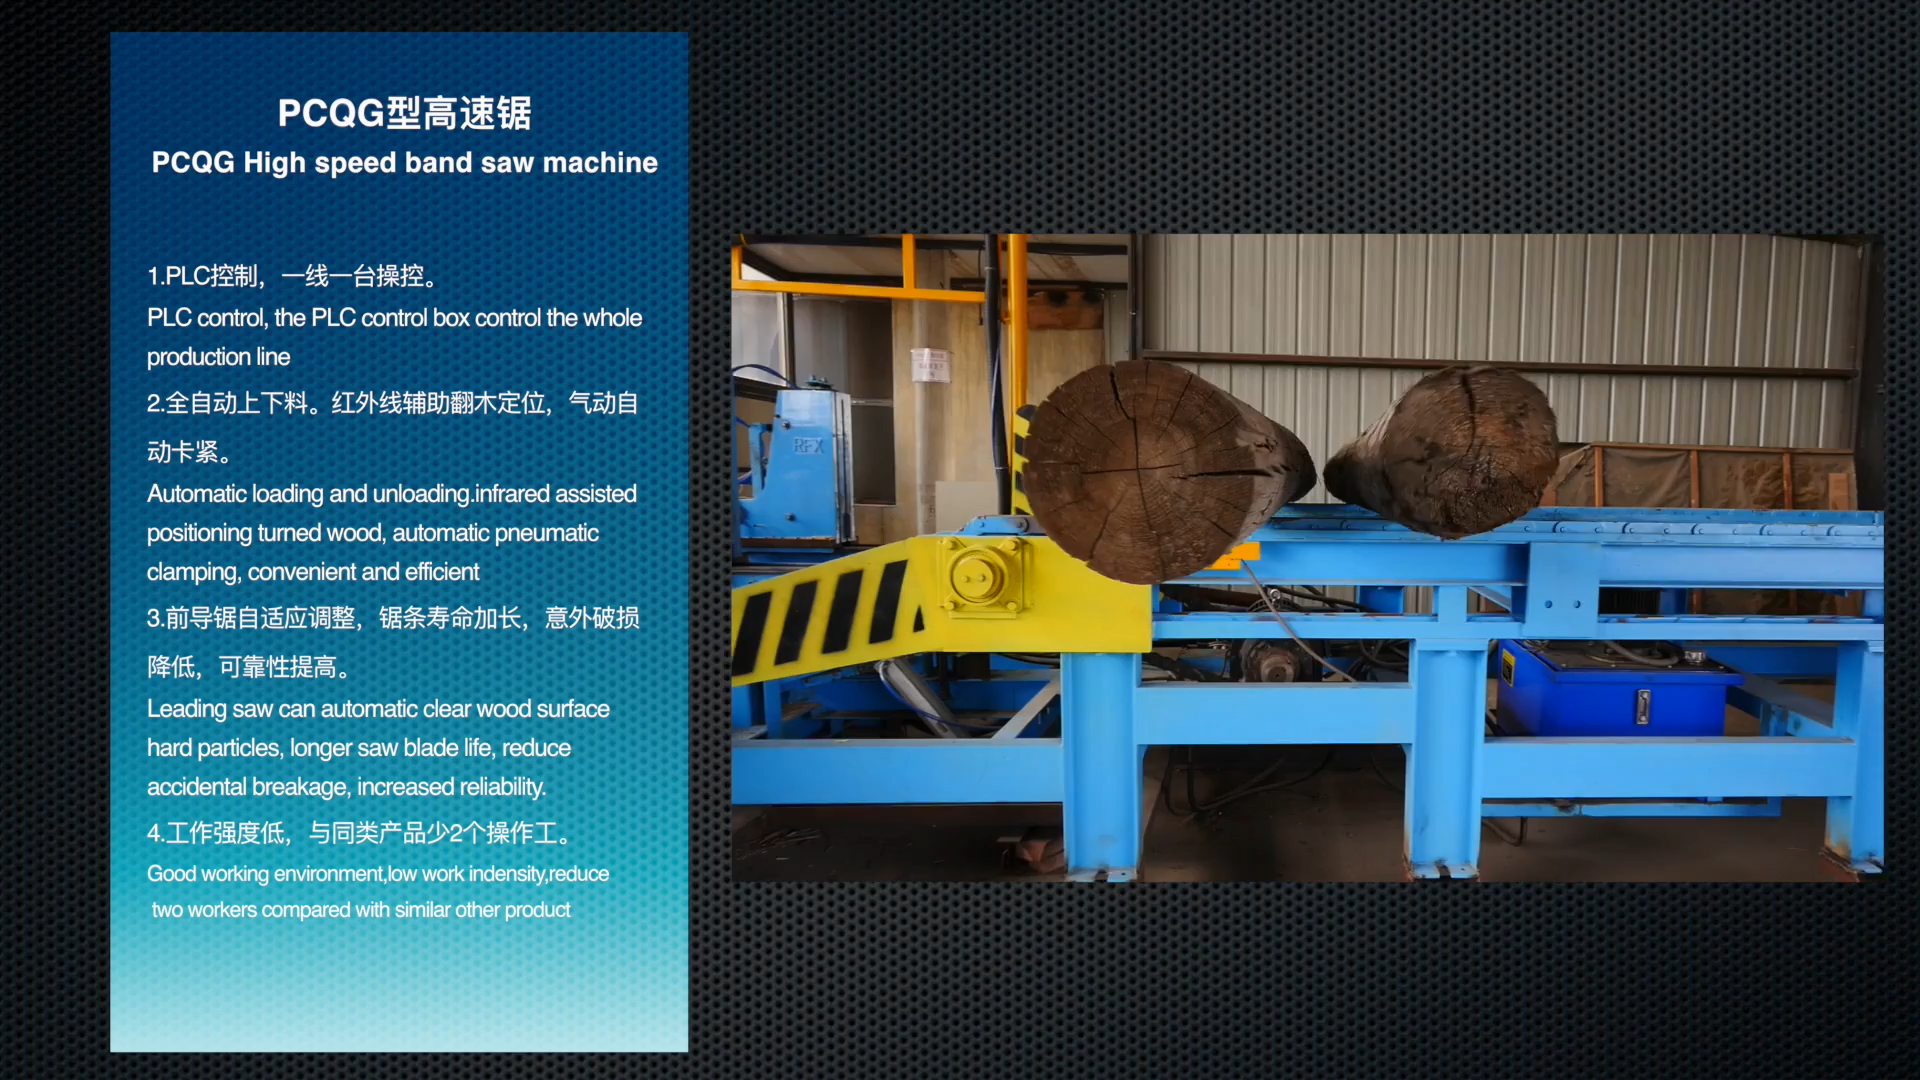 PCQG型高速锯
PCQG High speed band saw machine
1.PLC控制，一线一台操控。
PLC control, the PLC control box control the whole
production line
2.全自动上下料。红外线辅助翻木定位，气动自
动卡紧。
Automatic loading and unloading.infrared assisted
positioning turned wood, automatic pneumatic
clamping, convenient and efficient
3.前导锯自适应调整，锯条寿命加长，意外破损
降低，可靠性提高。
Leading saw can automatic clear wood surface
hard particles, longer saw blade life, reduce
accidental breakage, increased reliability.
4.工作强度低，与同类产品少2个操作工。
Good working environment,low work indensity,reduce
two workers compared with similar other product
RFX